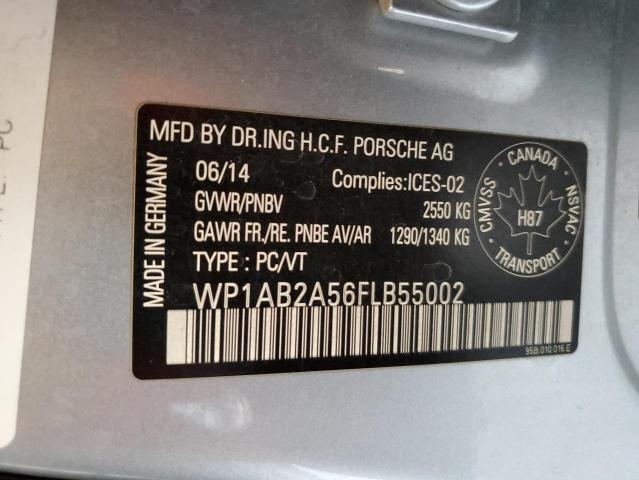 MFD BY DR.ING H.C.F. PORSCHE AG
06/14 Complies:ICES-02
GVWR/PNBV 2550 KG
GAWR FR./RE. PNBE AV/AR 1290/1340 KG
TYPE : PC/VT
WP1AB2A56FLB55002
95B.010.016.E
MADE IN GERMANY
CANADA
CMVSS
NSVAC
H87
TRANSPORT
PC